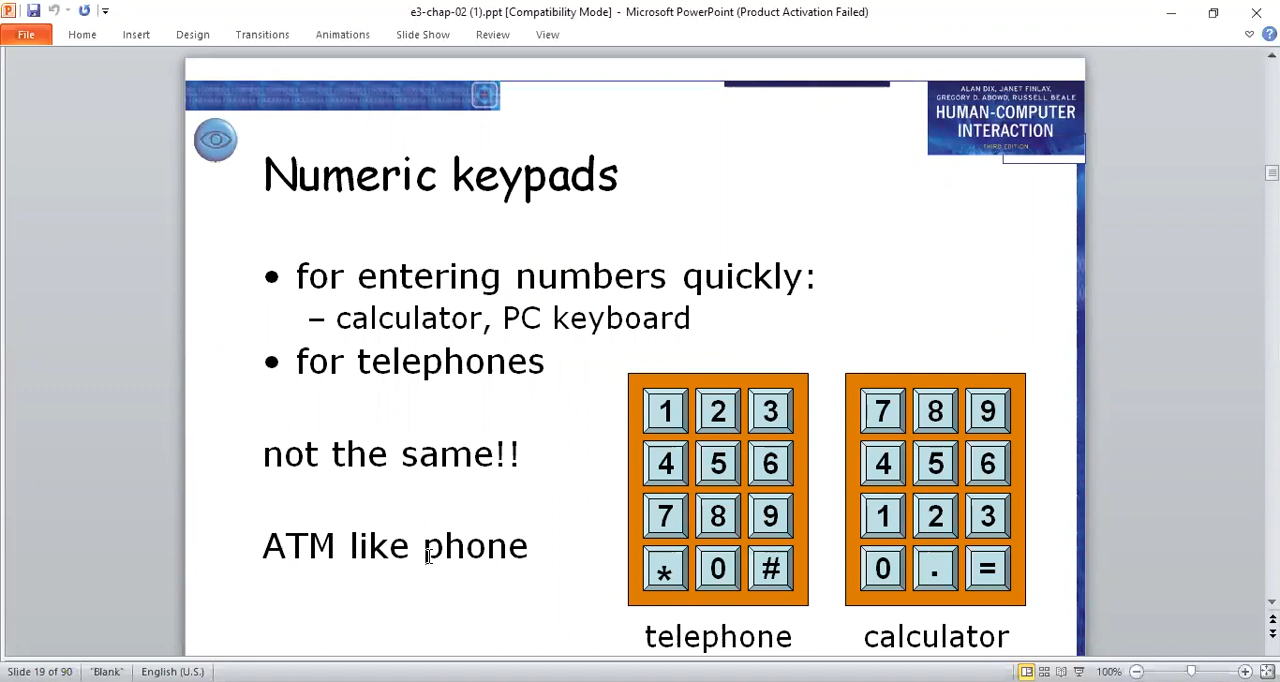 e3-chap-02 (1).ppt [Compatibility Mode] - Microsoft PowerPoint (Product Activation Failed)
File Home Insert Design Transitions Animations Slide Show Review View
ALAN DIX, JANET FINLAY,
GREGORY D. ABOWD, RUSSELL BEALE
HUMAN-COMPUTER
INTERACTION
THIRD EDITION
Numeric keypads
• for entering numbers quickly:
– calculator, PC keyboard
• for telephones
not the same!!
ATM like phone
1 2 3
4 5 6
7 8 9
* 0 #
telephone
7 8 9
4 5 6
1 2 3
0 . =
calculator
Slide 19 of 90 "Blank" English (U.S.) 100%